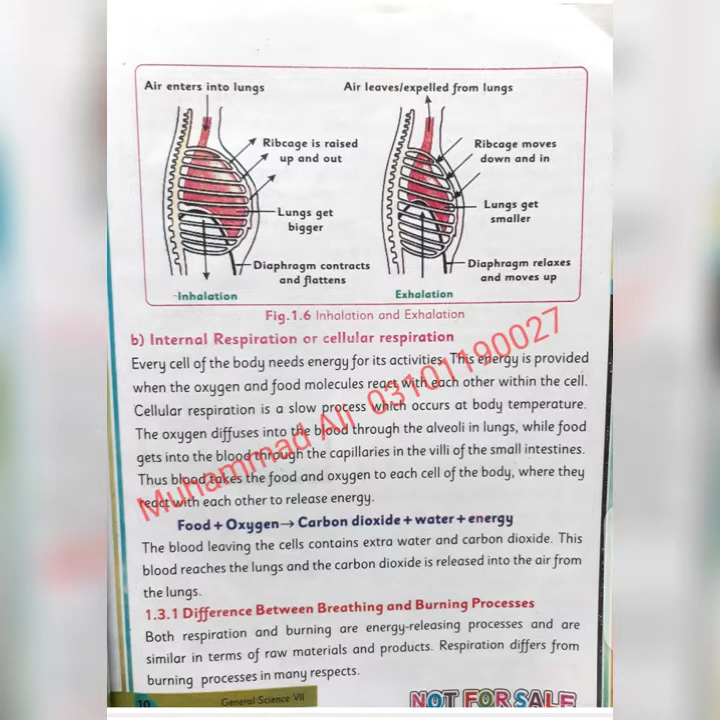 Air enters into lungs
Air leaves/expelled from lungs
Ribcage is raised
up and out
Ribcage moves
down and in
Lungs get
bigger
Lungs get
smaller
Diaphragm contracts
and flattens
Diaphragm relaxes
and moves up
Inhalation
Exhalation
Fig.1.6 Inhalation and Exhalation
b) Internal Respiration or cellular respiration
Every cell of the body needs energy for its activities. This energy is provided
when the oxygen and food molecules react with each other within the cell.
Cellular respiration is a slow process which occurs at body temperature.
The oxygen diffuses into the blood through the alveoli in lungs, while food
gets into the blood through the capillaries in the villi of the small intestines.
Thus blood takes the food and oxygen to each cell of the body, where they
react with each other to release energy.
Food + Oxygen→ Carbon dioxide + water + energy
The blood leaving the cells contains extra water and carbon dioxide. This
blood reaches the lungs and the carbon dioxide is released into the air from
the lungs.
1.3.1 Difference Between Breathing and Burning Processes
Both respiration and burning are energy-releasing processes and are
similar in terms of raw materials and products. Respiration differs from
burning processes in many respects.
10
General Science VII
NOT FOR SALE
Muhammad Ali 03101190027